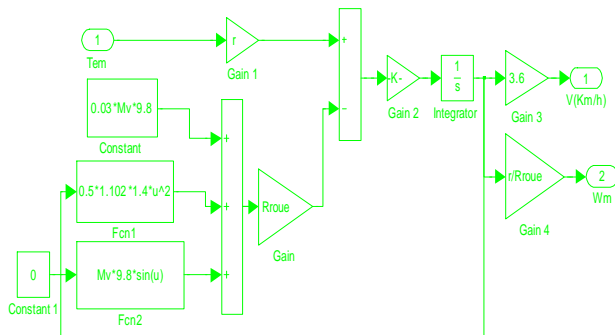 1
Tem
r
Gain 1
+
-
-K-
Gain 2
1
s
Integrator
3.6
Gain 3
1
V(Km/h)
0.03*Mv*9.8
Constant
+
0.5*1.102*1.4*u^2
Fcn1
+
Rroue
Gain
r/Rroue
Gain 4
2
Wm
0
Constant 1
Mv*9.8*sin(u)
Fcn2
+